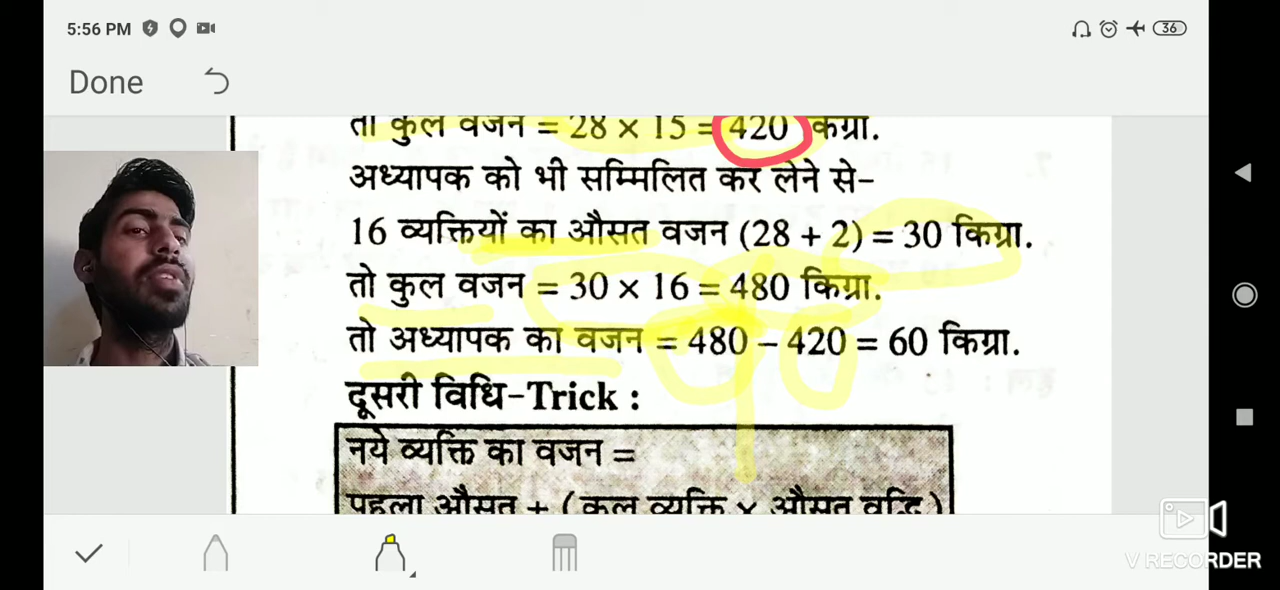 5:56 PM
36
Done
तो कुल वजन = 28 × 15 = 420 किग्रा.
अध्यापक को भी सम्मिलित कर लेने से–
16 व्यक्तियों का औसत वजन (28 + 2) = 30 किग्रा.
तो कुल वजन = 30 × 16 = 480 किग्रा.
तो अध्यापक का वजन = 480 – 420 = 60 किग्रा.
दूसरी विधि–Trick :
नये व्यक्ति का वजन =
पहला औसत + (कुल व्यक्ति × औसत वृद्धि)
V RECORDER